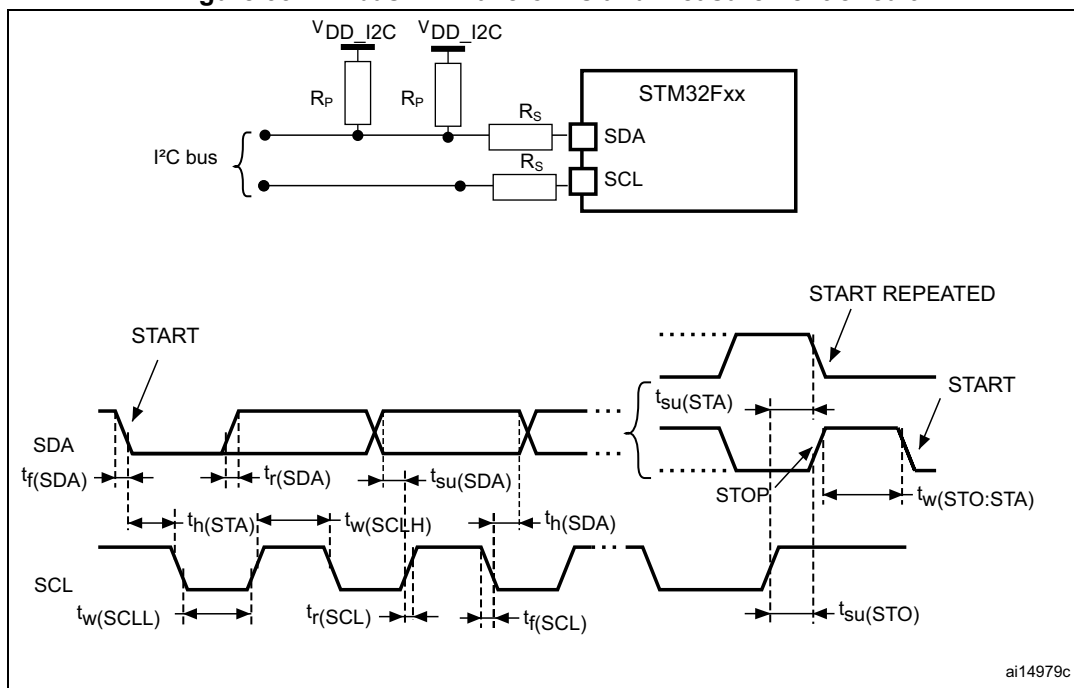 VDD_I2C VDD_I2C
RP RP
STM32Fxx
RS
SDA
I²C bus
RS
SCL
START REPEATED
START
START
tsu(STA)
SDA
tf(SDA) tr(SDA) tsu(SDA)
STOP
tw(STO:STA)
th(STA) tw(SCLH) th(SDA)
SCL
tw(SCLL) tr(SCL) tf(SCL) tsu(STO)
ai14979c